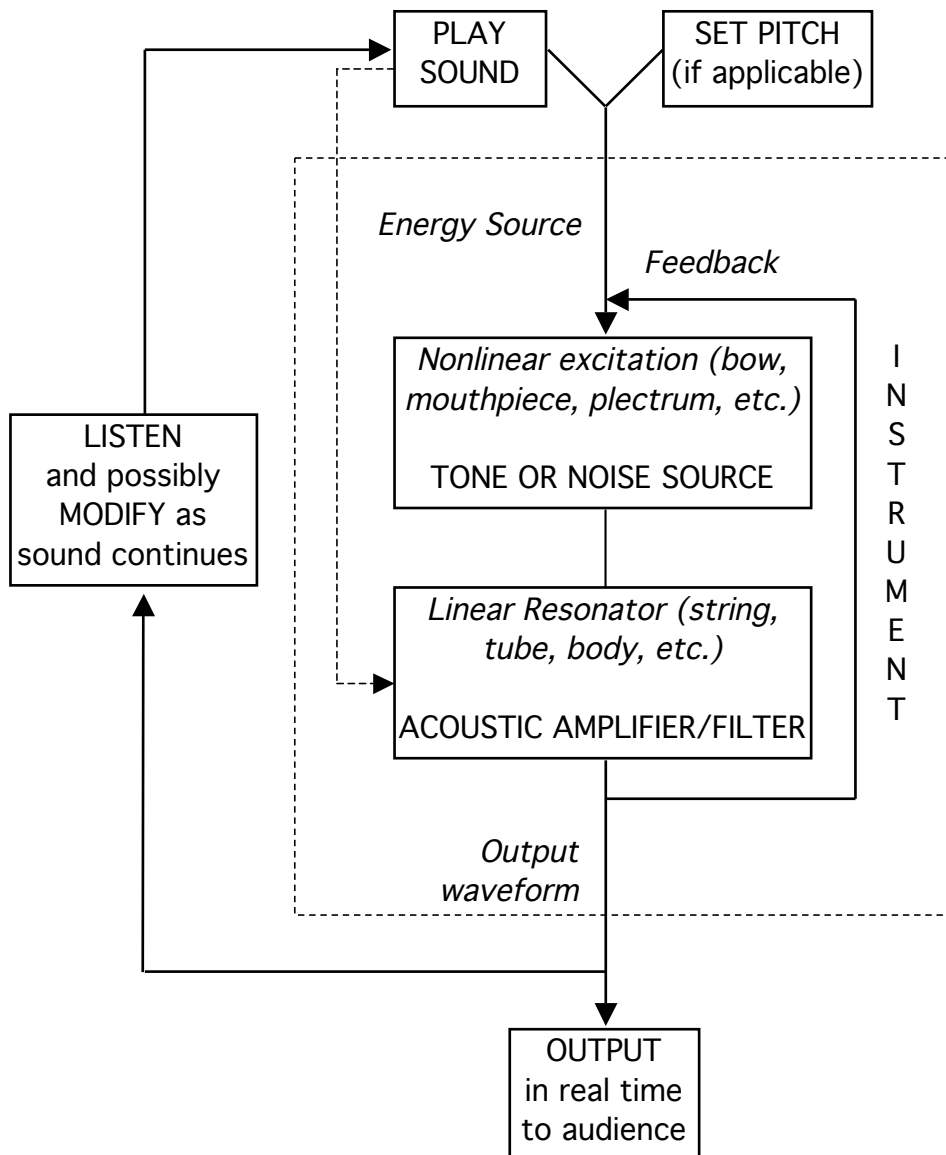 PLAY
SOUND
SET PITCH
(if applicable)
Energy Source
Feedback
Nonlinear excitation (bow,
mouthpiece, plectrum, etc.)
TONE OR NOISE SOURCE
I
N
S
T
R
U
M
E
N
T
LISTEN
and possibly
MODIFY as
sound continues
Linear Resonator (string,
tube, body, etc.)
ACOUSTIC AMPLIFIER/FILTER
Output
waveform
OUTPUT
in real time
to audience